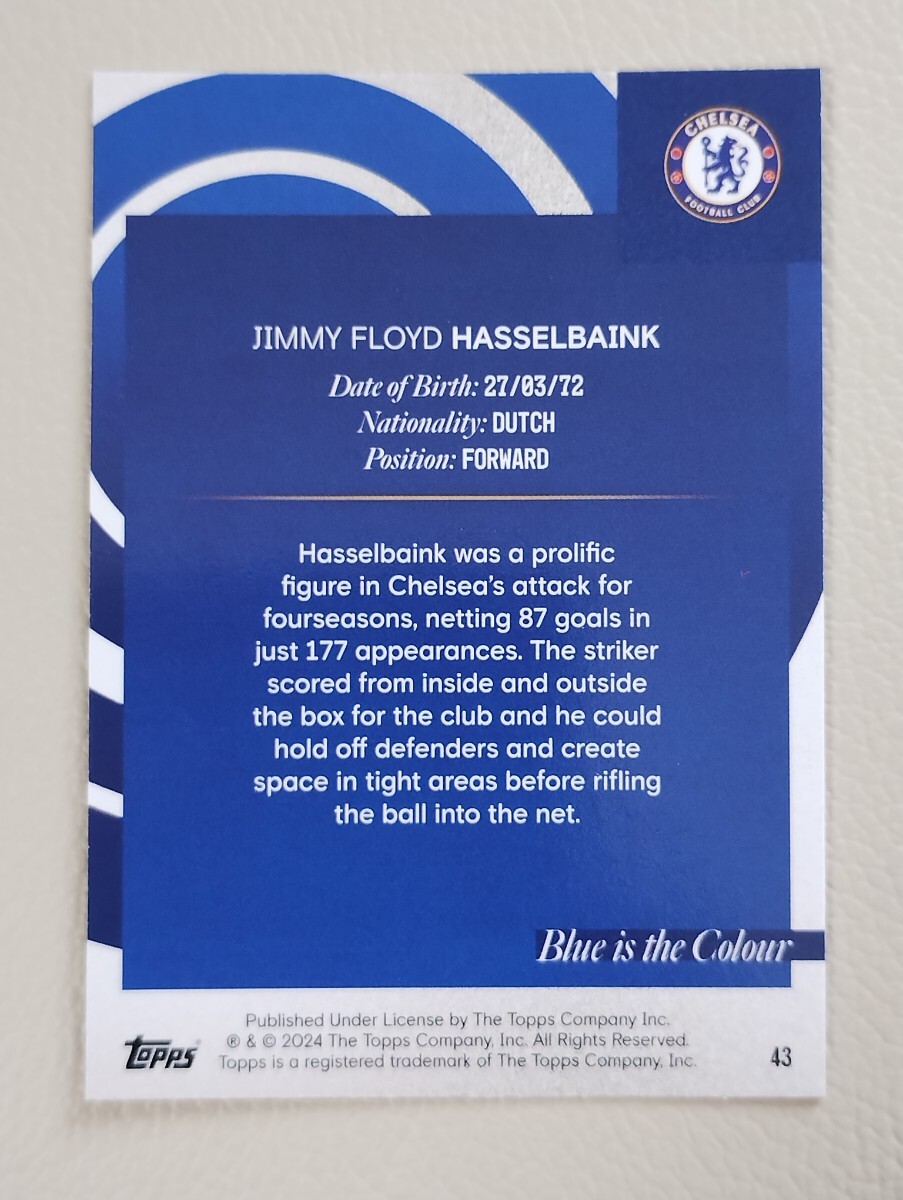 CHELSEA
FOOTBALL CLUB
JIMMY FLOYD HASSELBAINK
Date of Birth: 27/03/72
Nationality: DUTCH
Position: FORWARD
Hasselbaink was a prolific
figure in Chelsea's attack for
fourseasons, netting 87 goals in
just 177 appearances. The striker
scored from inside and outside
the box for the club and he could
hold off defenders and create
space in tight areas before rifling
the ball into the net.
Blue is the Colour
Published Under License by The Topps Company Inc.
® & © 2024 The Topps Company, Inc. All Rights Reserved.
Topps is a registered trademark of The Topps Company, Inc.
topps
43